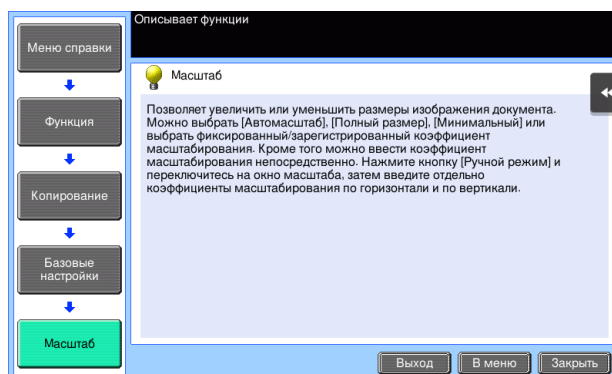 Описывает функции
Меню справки
Функция
Копирование
Базовые
настройки
Масштаб
Масштаб
Позволяет увеличить или уменьшить размеры изображения документа.
Можно выбрать [Автомасштаб], [Полный размер], [Минимальный] или
выбрать фиксированный/зарегистрированный коэффициент
масштабирования. Кроме того можно ввести коэффициент
масштабирования непосредственно. Нажмите кнопку [Ручной режим] и
переключитесь на окно масштаба, затем введите отдельно
коэффициенты масштабирования по горизонтали и по вертикали.
Выход
В меню
Закрыть